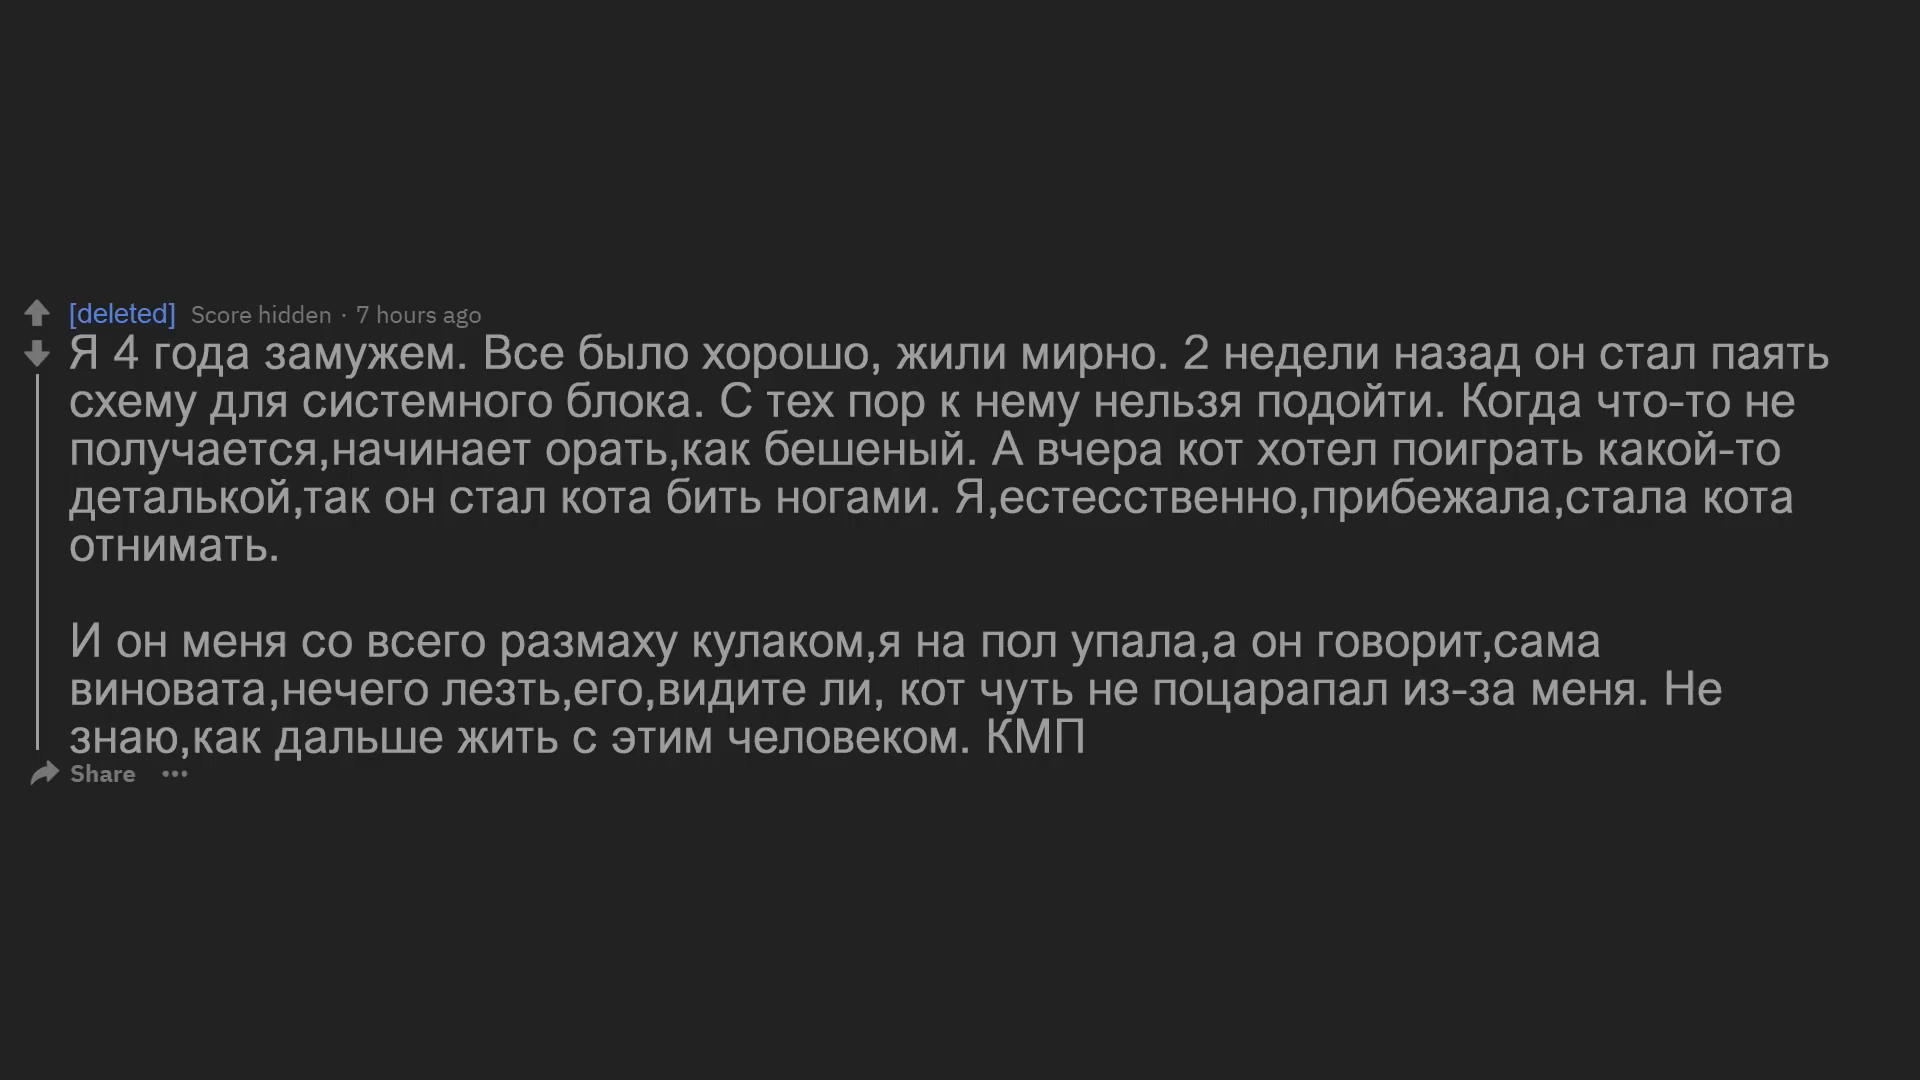 [deleted] Score hidden · 7 hours ago
Я 4 года замужем. Все было хорошо, жили мирно. 2 недели назад он стал паять
схему для системного блока. С тех пор к нему нельзя подойти. Когда что-то не
получается,начинает орать,как бешеный. А вчера кот хотел поиграть какой-то
деталькой,так он стал кота бить ногами. Я,естесственно,прибежала,стала кота
отнимать.
И он меня со всего размаху кулаком,я на пол упала,а он говорит,сама
виновата,нечего лезть,его,видите ли, кот чуть не поцарапал из-за меня. Не
знаю,как дальше жить с этим человеком. КМП
Share ···